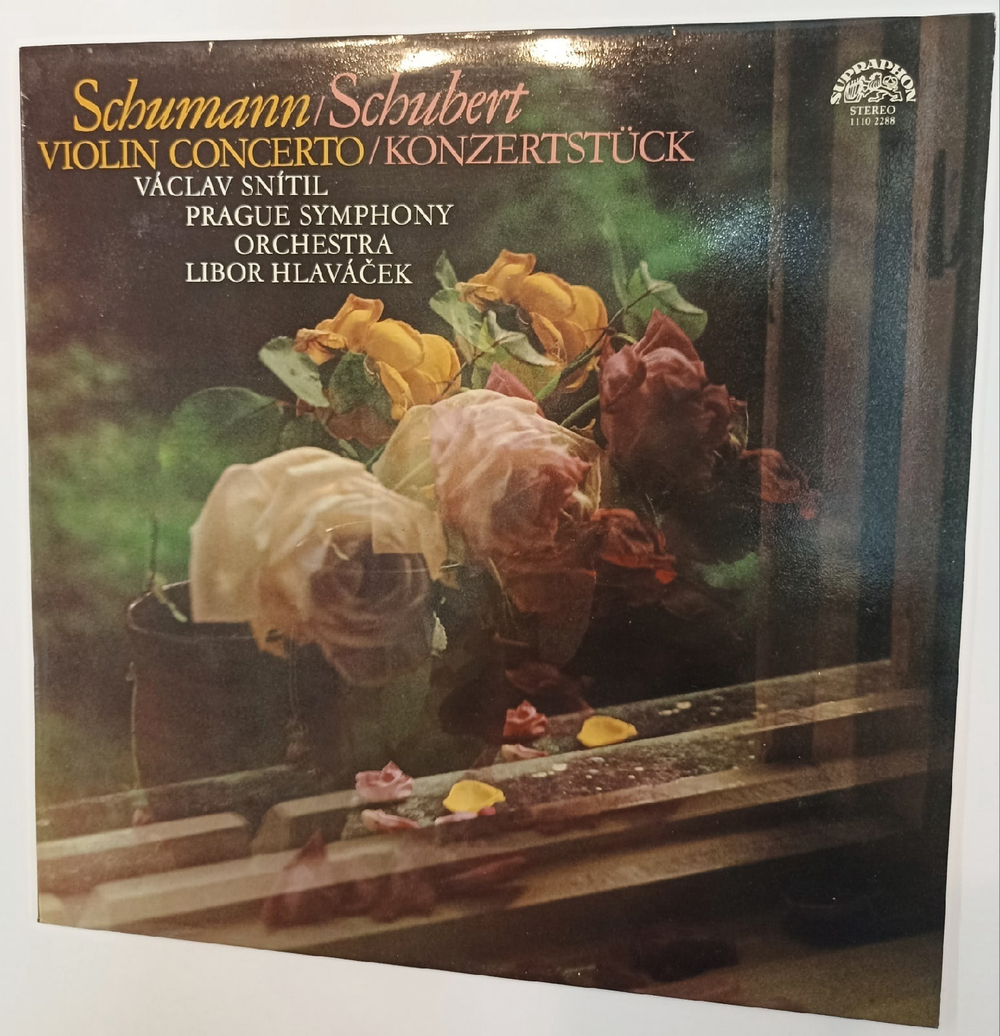 Schumann/Schubert
VIOLIN CONCERTO/KONZERTSTÜCK
VÁCLAV SNÍTIL
PRAGUE SYMPHONY
ORCHESTRA
LIBOR HLAVÁČEK
SUPRAPHON
STEREO
1110 2288